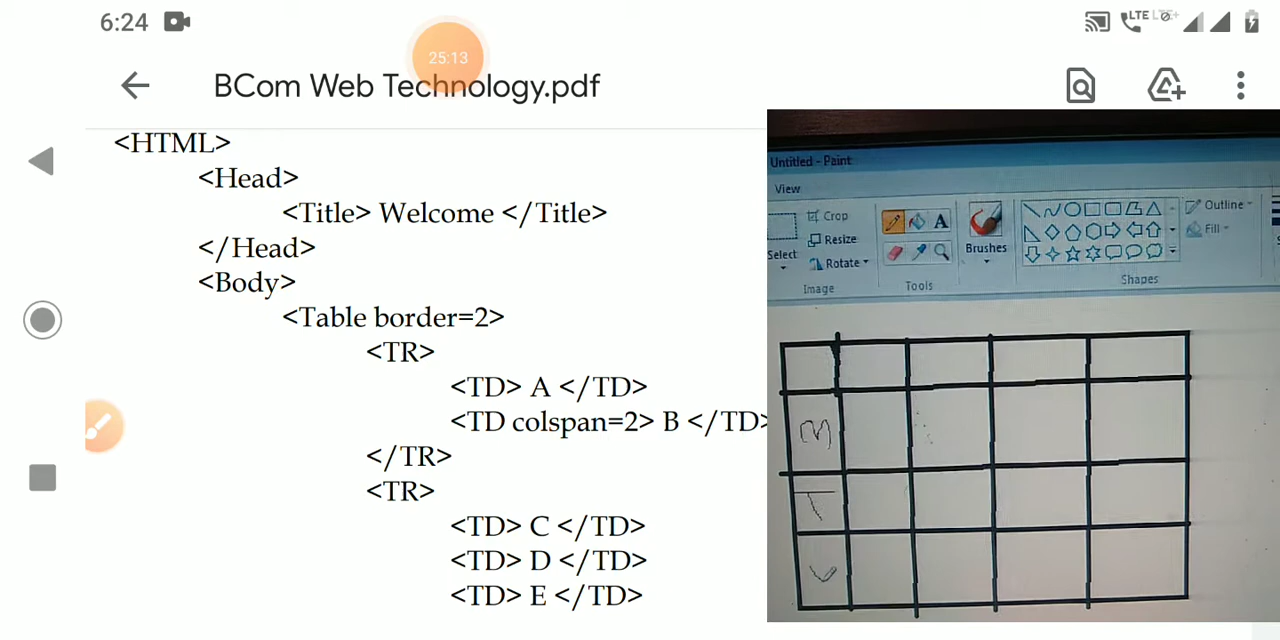 6:24
LTE LTE+
25:13
BCom Web Technology.pdf
<HTML>
<Head>
<Title> Welcome </Title>
</Head>
<Body>
<Table border=2>
<TR>
<TD> A </TD>
<TD colspan=2> B </TD>
</TR>
<TR>
<TD> C </TD>
<TD> D </TD>
<TD> E </TD>
Untitled - Paint
View
Crop
Resize
Rotate
Select
Image
A
Tools
Brushes
Outline
Fill
Shapes
T